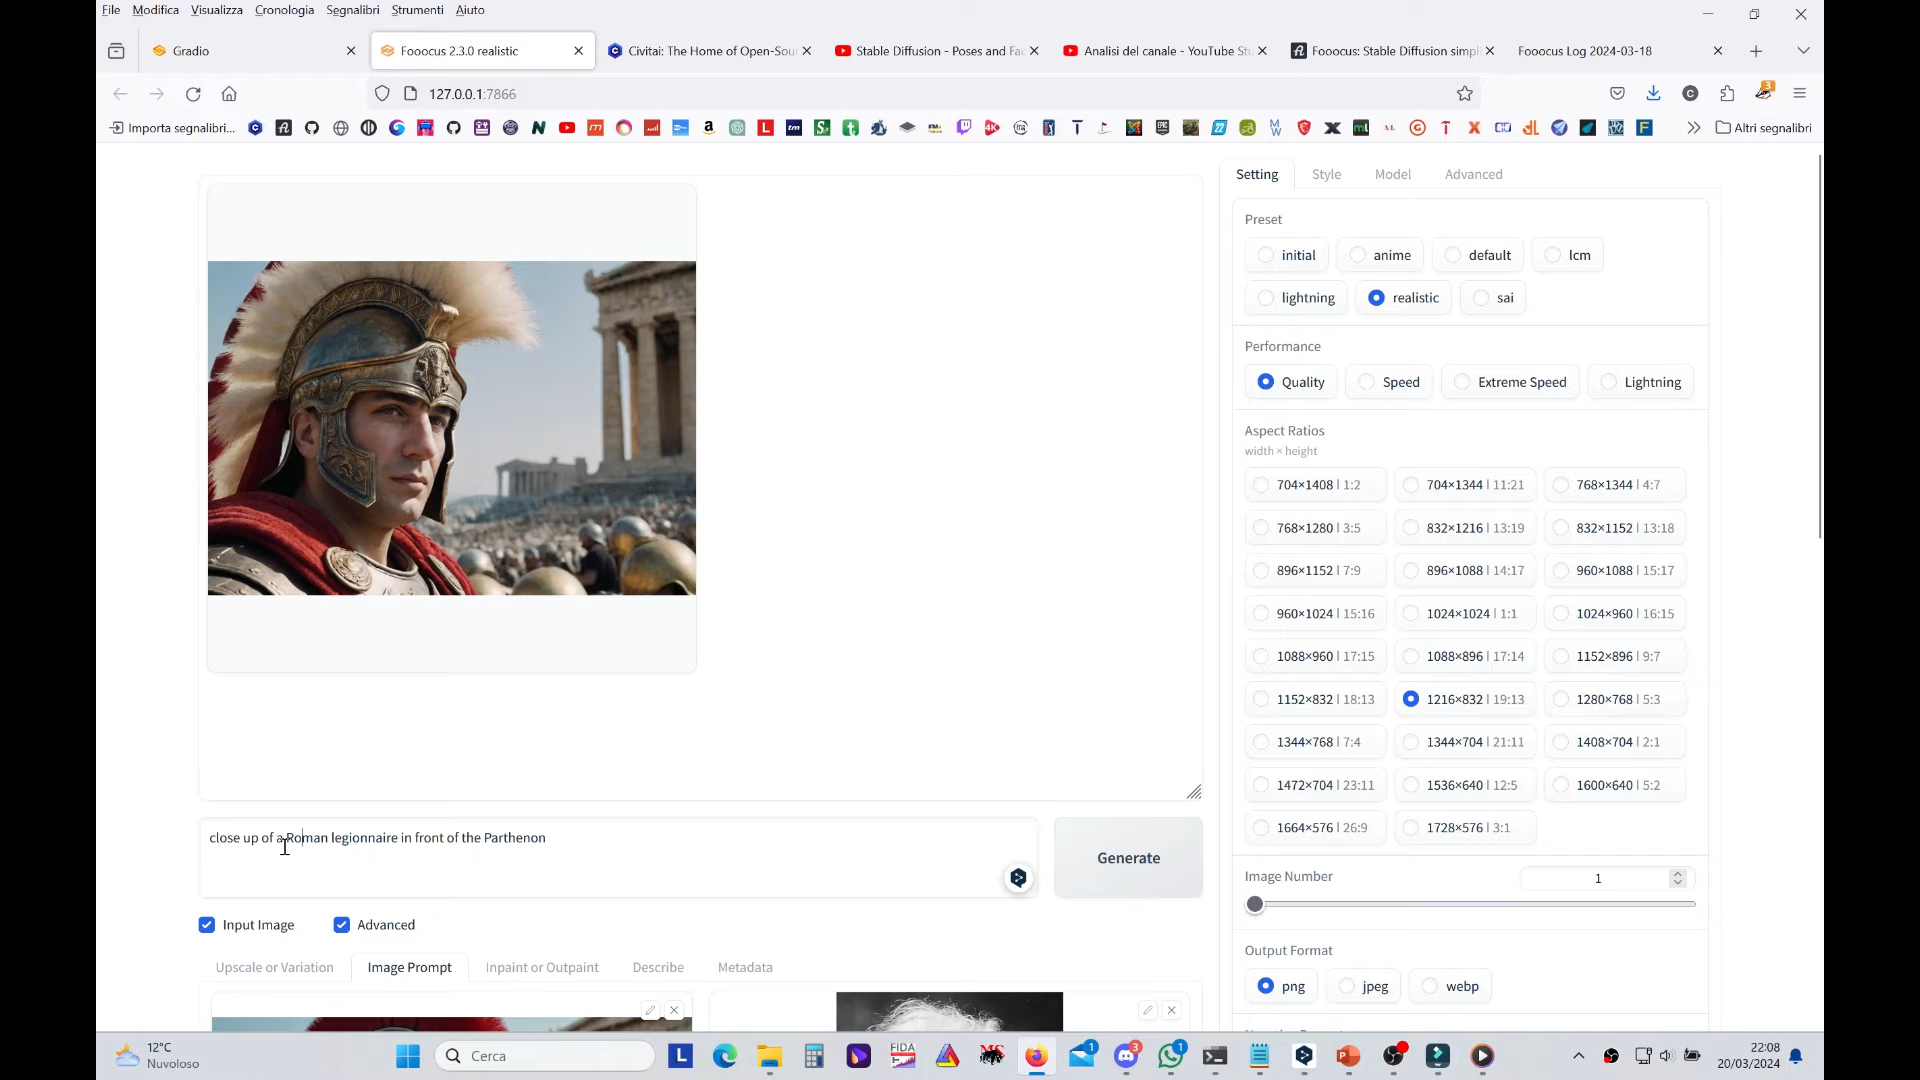 File Modifica Visualizza Cronologia Segnalibri Strumenti Aiuto
Gradio
Fooocus 2.3.0 realistic
Civitai: The Home of Open-Sou
Stable Diffusion - Poses and Fac
Analisi del canale - YouTube Stu
Fooocus: Stable Diffusion simpl
Fooocus Log 2024-03-18
127.0.0.1:7866
Importa segnalibri...
Altri segnalibri
Setting Style Model Advanced
Preset
initial anime default lcm
lightning realistic sai
Performance
Quality Speed Extreme Speed Lightning
Aspect Ratios
width × height
704×1408 | 1:2 704×1344 | 11:21 768×1344 | 4:7
768×1280 | 3:5 832×1216 | 13:19 832×1152 | 13:18
896×1152 | 7:9 896×1088 | 14:17 960×1088 | 15:17
960×1024 | 15:16 1024×1024 | 1:1 1024×960 | 16:15
1088×960 | 17:15 1088×896 | 17:14 1152×896 | 9:7
1152×832 | 18:13 1216×832 | 19:13 1280×768 | 5:3
1344×768 | 7:4 1344×704 | 21:11 1408×704 | 2:1
1472×704 | 23:11 1536×640 | 12:5 1600×640 | 5:2
1664×576 | 26:9 1728×576 | 3:1
close up of a Roman legionnaire in front of the Parthenon
Generate
Image Number 1
Input Image Advanced
Output Format
Upscale or Variation Image Prompt Inpaint or Outpaint Describe Metadata
png jpeg webp
12°C
Nuvoloso
Cerca
22:08
20/03/2024